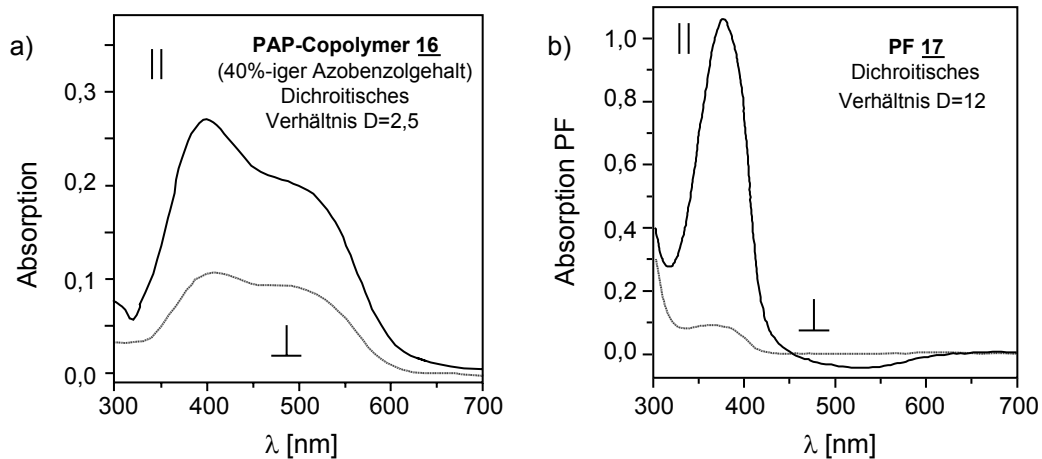 a)
||
PAP-Copolymer 16
(40%-iger Azobenzolgehalt)
Dichroitisches
Verhältnis D=2,5
Absorption
0,3
0,2
0,1
0,0
⊥
300 400 500 600 700
λ [nm]
b)
||
PF 17
Dichroitisches
Verhältnis D=12
Absorption PF
1,0
0,8
0,6
0,4
0,2
0,0
⊥
300 400 500 600 700
λ [nm]